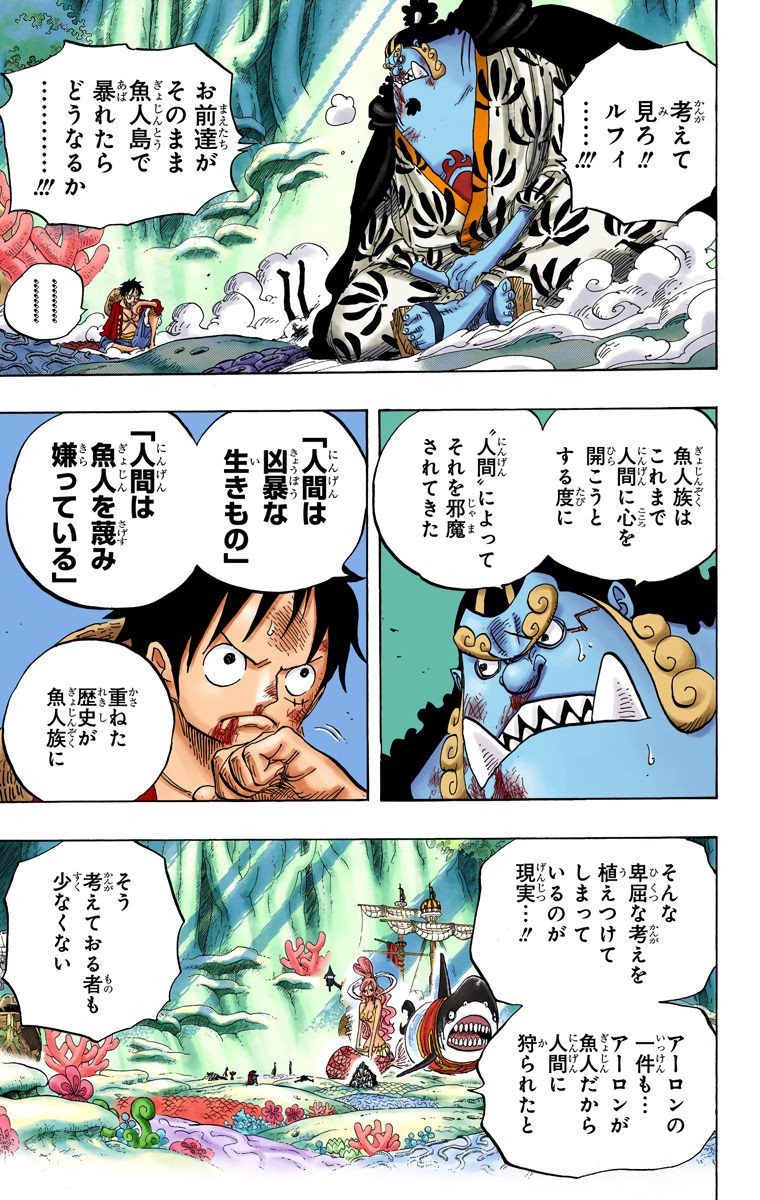 考えて
見ろ!!
ルフィ
…!!!
お前達が
そのまま
魚人島で
暴れたら
どうなるか
…………!!!
…………
魚人族は
これまで
人間に心を
開こうと
する度に
〝人間〟によって
それを邪魔
されてきた
「人間は
凶暴な
生きもの」
「人間は
魚人を蔑み
嫌っている」
重ねた
歴史が
魚人族に
そんな
卑屈な考えを
植えつけて
しまって
いるのが
現実…!!
アーロンの
一件も…
アーロンが
魚人だから
人間に
狩られたと
そう
考えておる者も
少なくない